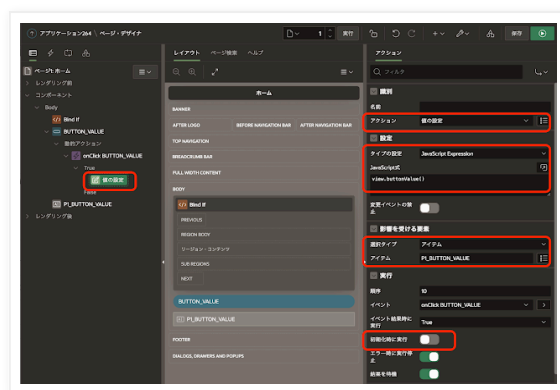 アプリケーション264 \ ページ・デザイナ
1
実行
保存
ページ1: ホーム
レンダリング前
コンポーネント
Body
Blind If
BUTTON_VALUE
動的アクション
onClick BUTTON_VALUE
True
値の設定
False
P1_BUTTON_VALUE
レンダリング後
レイアウト
ページ検索
ヘルプ
ホーム
BANNER
AFTER LOGO
BEFORE NAVIGATION BAR
AFTER NAVIGATION BAR
TOP NAVIGATION
BREADCRUMB BAR
FULL WIDTH CONTENT
BODY
Blind If
PREVIOUS
REGION BODY
リージョン・コンテンツ
SUB REGIONS
NEXT
BUTTON_VALUE
P1_BUTTON_VALUE
FOOTER
DIALOGS, DRAWERS AND POPUPS
アクション
フィルタ
識別
名前
アクション
値の設定
設定
タイプの設定
JavaScript Expression
JavaScript式
view.buttonValue()
変更イベントの禁止
影響を受ける要素
選択タイプ
アイテム
アイテム
P1_BUTTON_VALUE
実行
順序
10
イベント
onClick BUTTON_VALUE
イベント結果時に実行
True
初期化時に実行
エラー時に実行停止
結果を待機